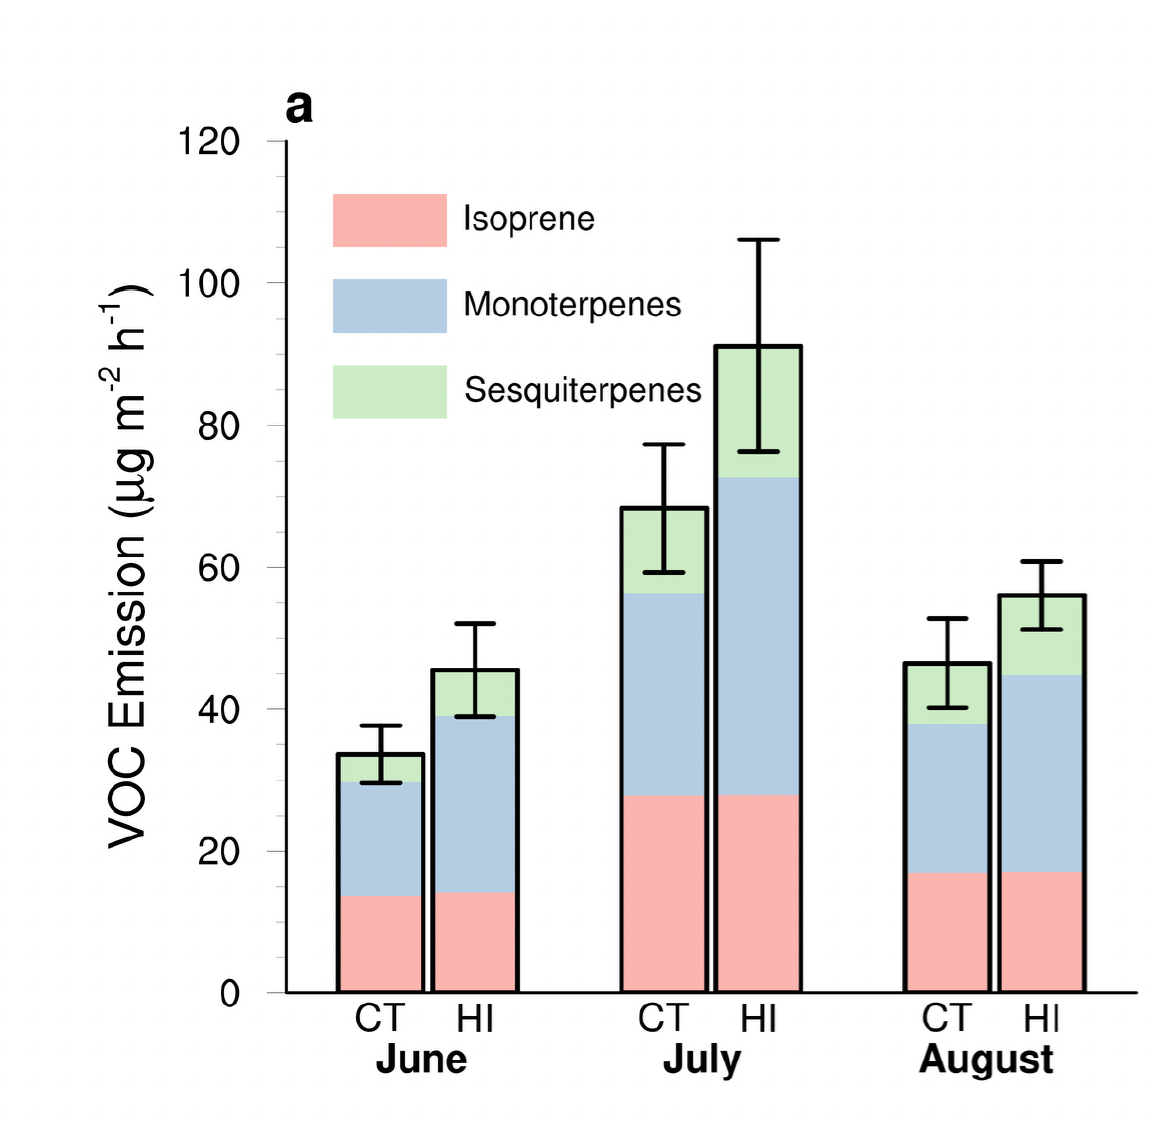 a
120
100
80
60
40
20
0
VOC Emission (µg m-2 h-1)
Isoprene
Monoterpenes
Sesquiterpenes
CT HI CT HI CT HI
June July August